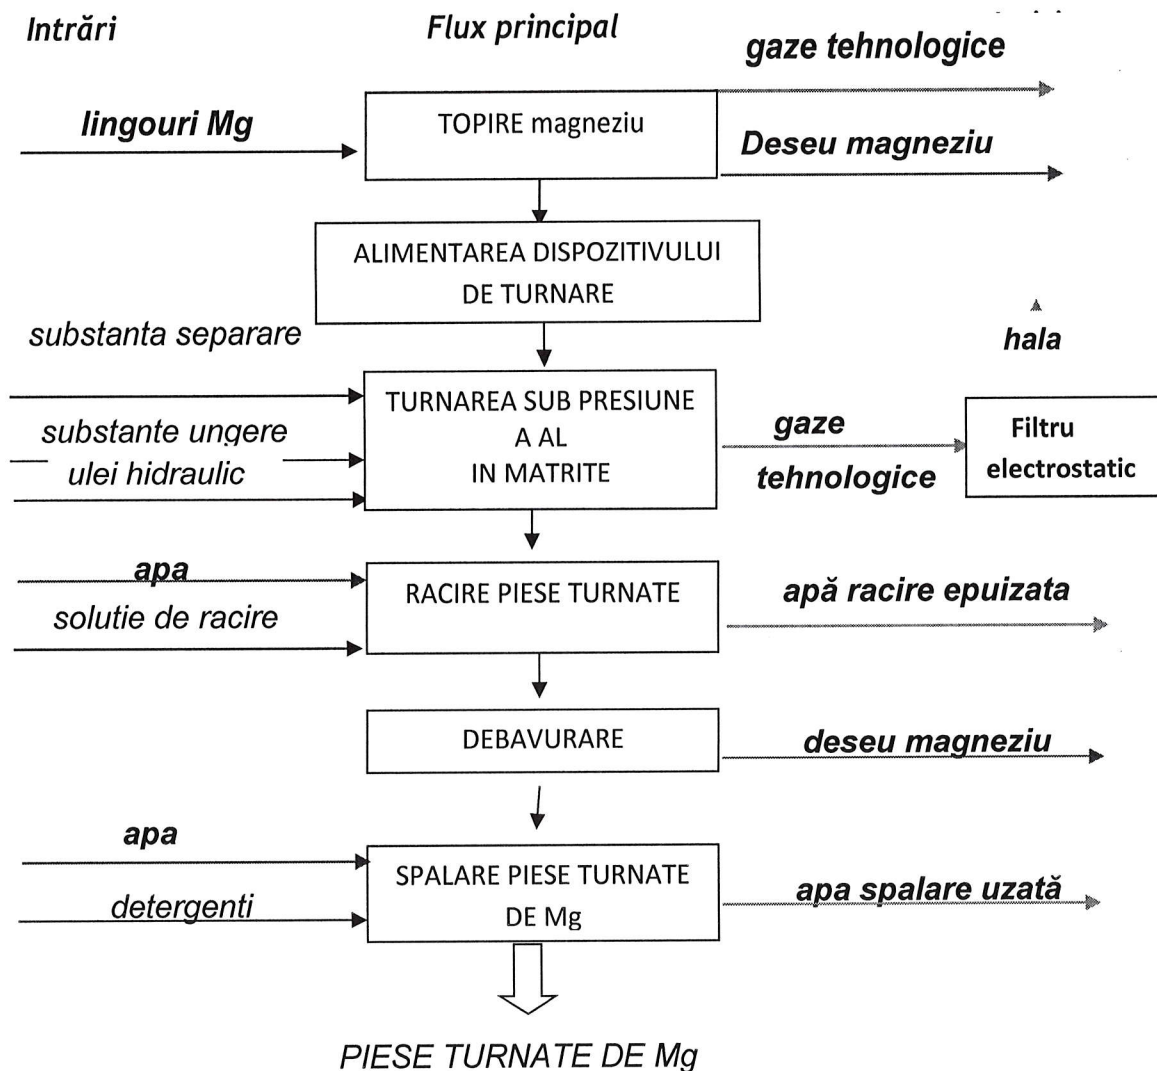 Intrări
Flux principal
gaze tehnologice
lingouri Mg
TOPIRE magneziu
Deseu magneziu
ALIMENTAREA DISPOZITIVULUI
DE TURNARE
substanta separare
hala
TURNAREA SUB PRESIUNE
A AL
IN MATRITE
substante ungere
ulei hidraulic
gaze
tehnologice
Filtru
electrostatic
apa
solutie de racire
RACIRE PIESE TURNATE
apă racire epuizata
DEBAVURARE
deseu magneziu
apa
detergenti
SPALARE PIESE TURNATE
DE Mg
apa spalare uzată
PIESE TURNATE DE Mg